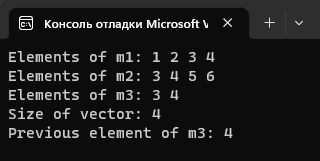 Консоль отладки Microsoft V
Elements of m1: 1 2 3 4
Elements of m2: 3 4 5 6
Elements of m3: 3 4
Size of vector: 4
Previous element of m3: 4